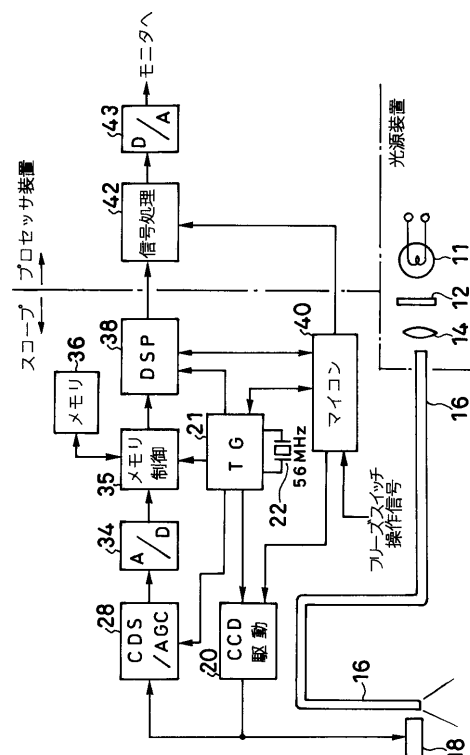 スコープ
プロセッサ装置
36
メモリ
28
CDS
/AGC
34
A/D
35
メモリ
制御
38
DSP
42
信号処理
43
D/A
モニタへ
21
TG
22
56MHz
20
CCD
駆動
40
マイコン
フリーズスイッチ
操作信号
光源装置
11
12
14
16
16
18